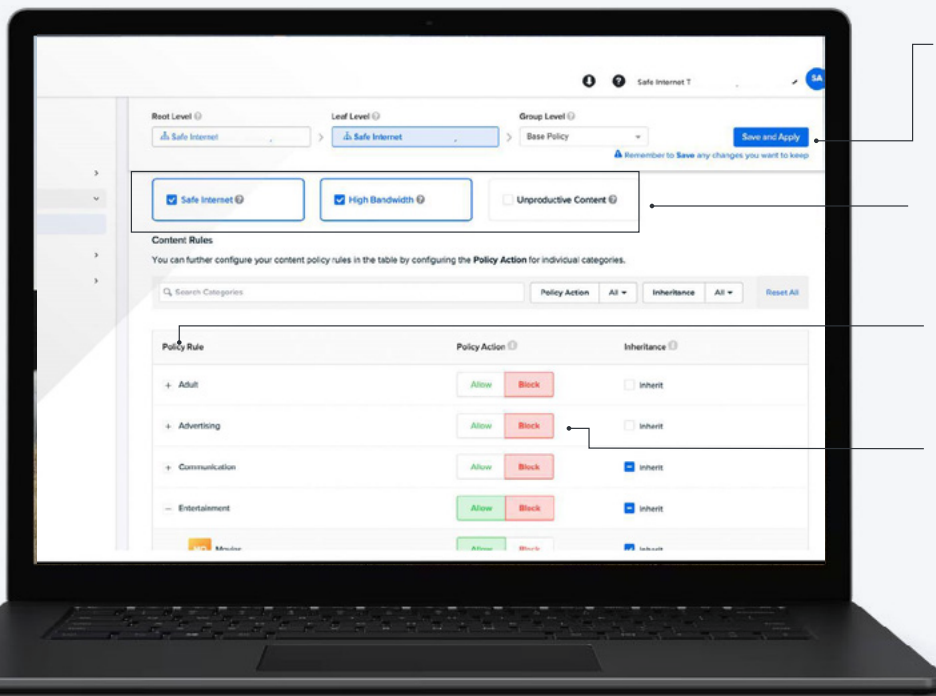 Safe Internet T
SA
Root Level Leaf Level Group Level
Safe Internet > Safe Internet > Base Policy Save and Apply
Remember to Save any changes you want to keep
Safe Internet High Bandwidth Unproductive Content
Content Rules
You can further configure your content policy rules in the table by configuring the Policy Action for individual categories.
Search Categories Policy Action All Inheritance All Reset All
Policy Rule Policy Action Inheritance
+ Adult Allow Block Inherit
+ Advertising Allow Block Inherit
+ Communication Allow Block Inherit
– Entertainment Allow Block Inherit
Movies Allow Block Inherit